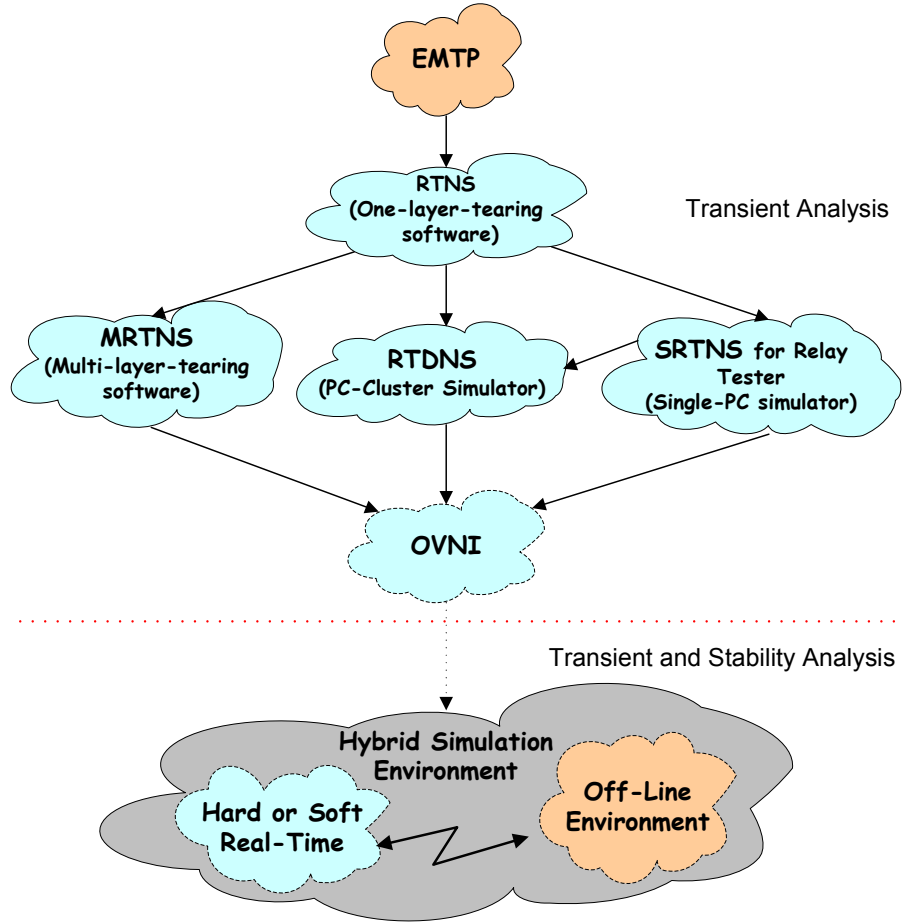 EMTP
RTNS
(One-layer-tearing
software)
Transient Analysis
MRTNS
(Multi-layer-tearing
software)
RTDNS
(PC-Cluster Simulator)
SRTNS for Relay
Tester
(Single-PC simulator)
OVNI
Transient and Stability Analysis
Hybrid Simulation
Environment
Hard or Soft
Real-Time
Off-Line
Environment